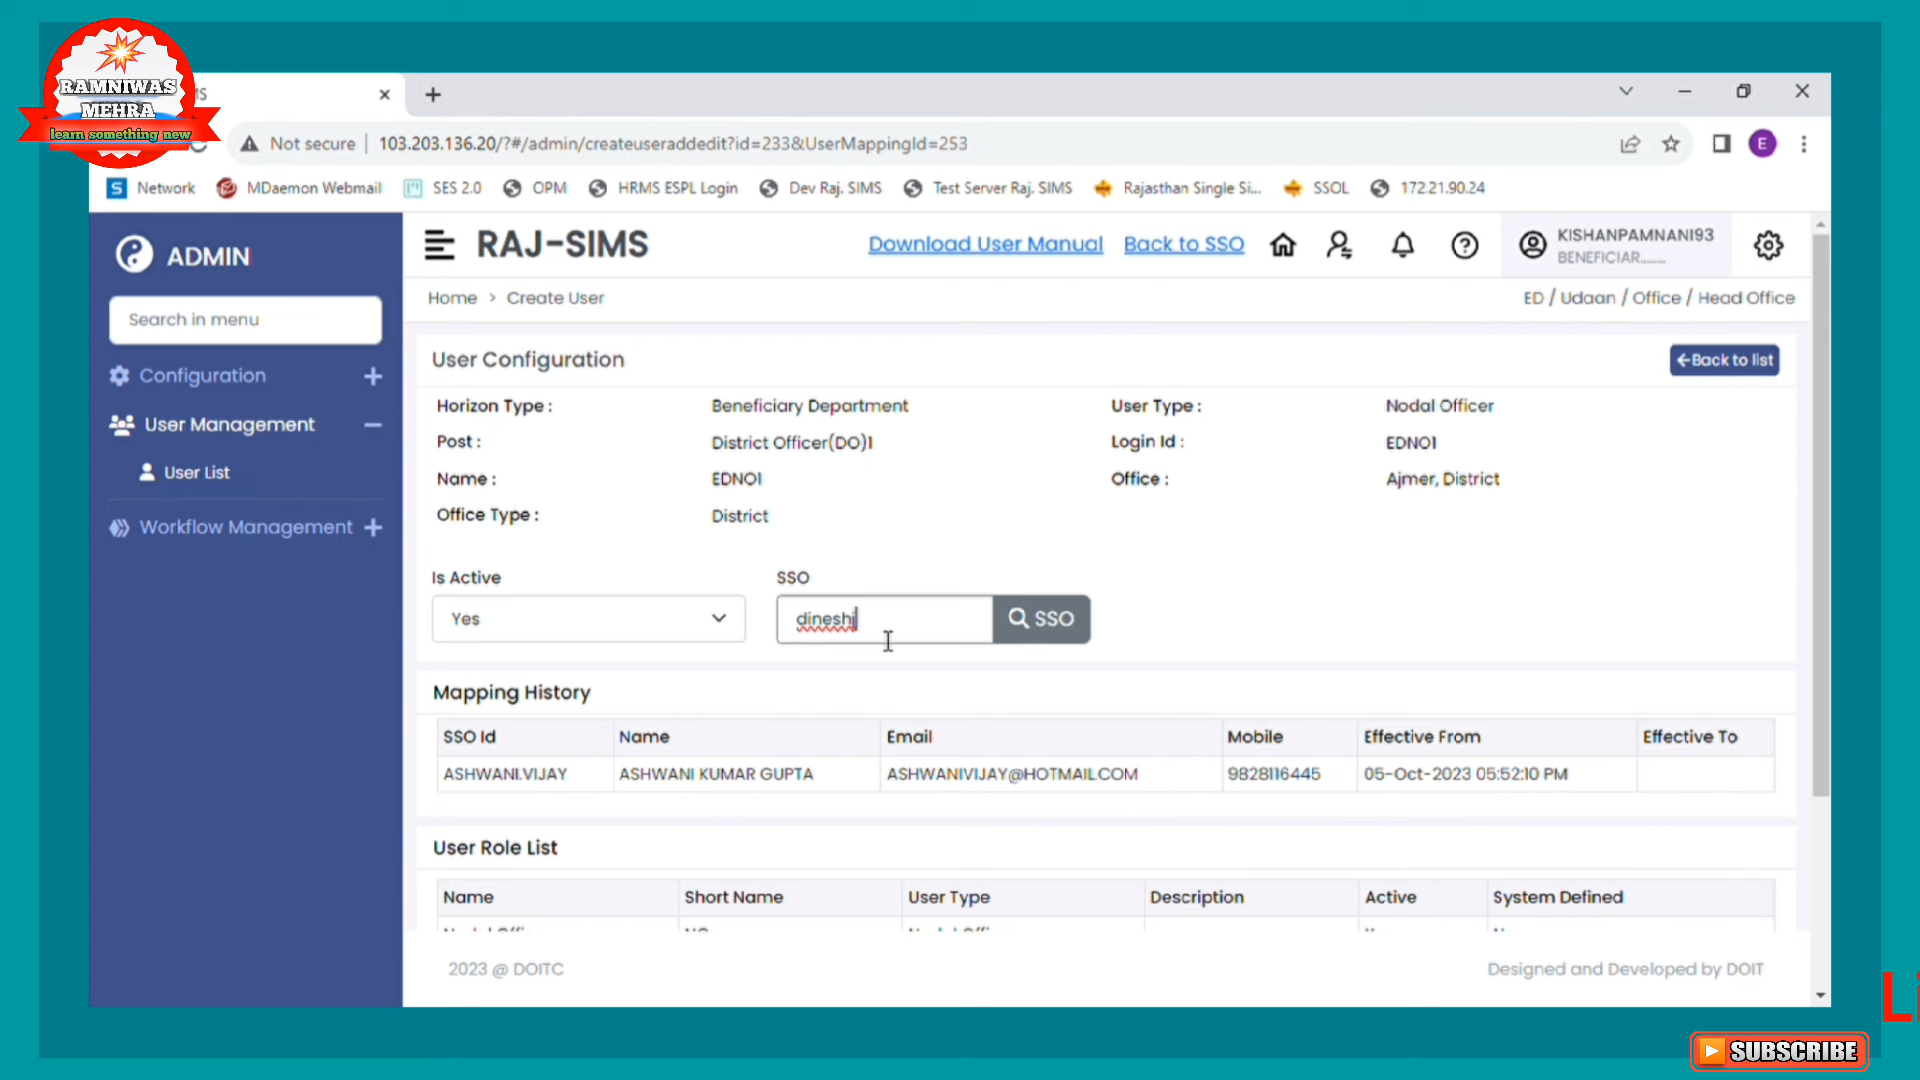 RAMNIWAS
MEHRA
learn something new
Not secure 103.203.136.20/?#/admin/createuseraddedit?id=233&UserMappingId=253
E
Network MDaemon Webmail SES 2.0 OPM HRMS ESPL Login Dev Raj. SIMS Test Server Raj. SIMS Rajasthan Single Si... SSOL 172.21.90.24
ADMIN
Search in menu
Configuration
User Management
User List
Workflow Management
RAJ-SIMS Download User Manual Back to SSO KISHANPAMNANI93
BENEFICIAR........
Home > Create User ED / Udaan / Office / Head Office
User Configuration Back to list
Horizon Type : Beneficiary Department User Type : Nodal Officer
Post : District Officer(DO)1 Login Id : EDNO1
Name : EDNO1 Office : Ajmer, District
Office Type : District
Is Active SSO
Yes dineshj SSO
Mapping History
SSO Id Name Email Mobile Effective From Effective To
ASHWANI.VIJAY ASHWANI KUMAR GUPTA ASHWANIVIJAY@HOTMAIL.COM 9828116445 05-Oct-2023 05:52:10 PM
User Role List
Name Short Name User Type Description Active System Defined
2023 @ DOITC Designed and Developed by DOIT
SUBSCRIBE